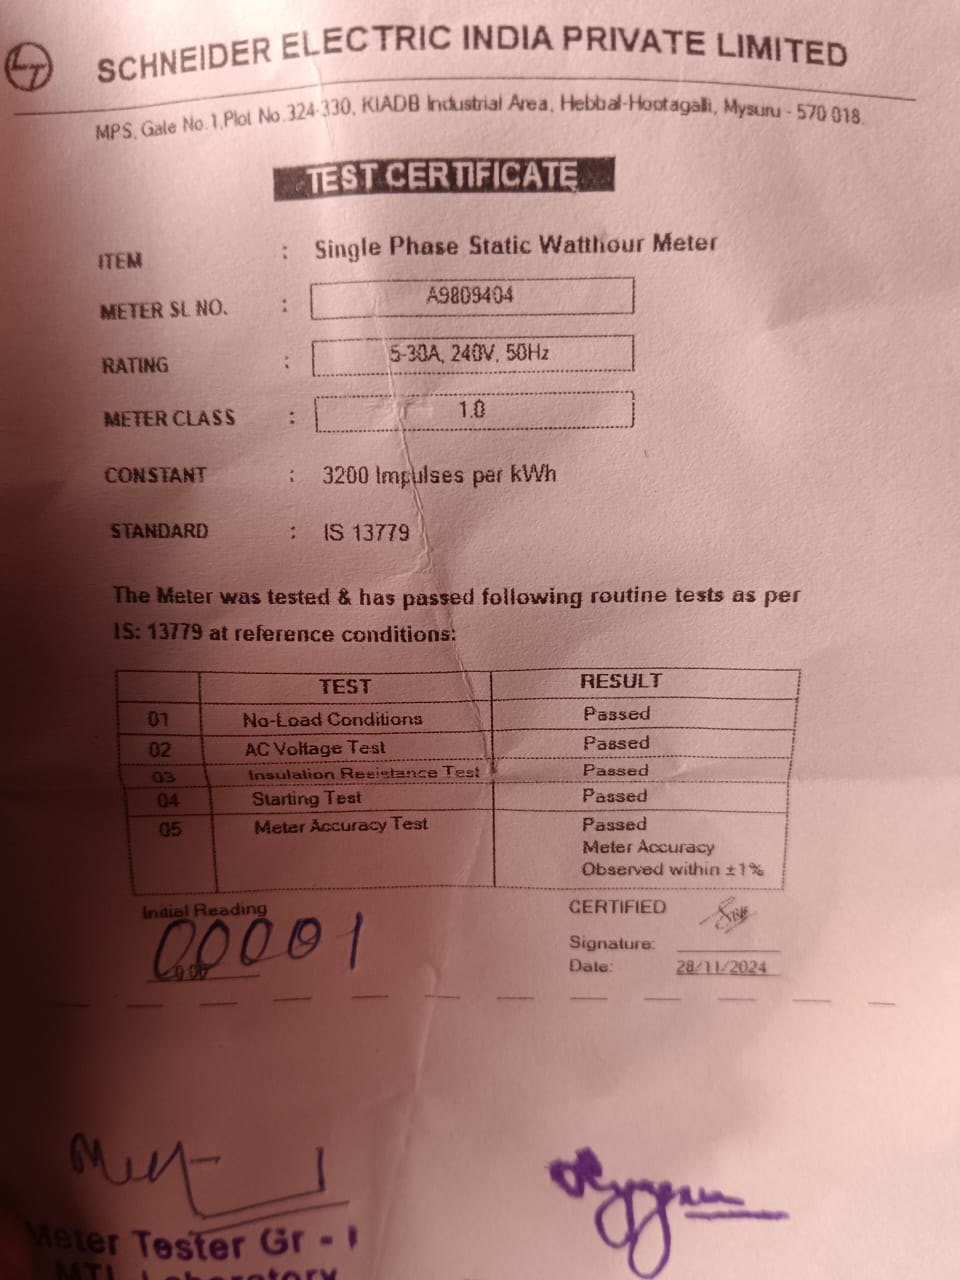 LT
SCHNEIDER ELECTRIC INDIA PRIVATE LIMITED
MPS, Gate No.1, Plot No. 324-330, KIADB Industrial Area, Hebbal-Hootagalli, Mysuru - 570 018.
TEST CERTIFICATE
ITEM : Single Phase Static Watthour Meter
METER SL NO. : A9809404
RATING : 5-30A, 240V, 50Hz
METER CLASS : 1.0
CONSTANT : 3200 Impulses per kWh
STANDARD : IS 13779
The Meter was tested & has passed following routine tests as per
IS: 13779 at reference conditions:
TEST RESULT
01 No-Load Conditions Passed
02 AC Voltage Test Passed
03 Insulation Resistance Test Passed
04 Starting Test Passed
05 Meter Accuracy Test Passed
Meter Accuracy
Observed within ±1%
Initial Reading
00001
CERTIFIED
Signature:
Date: 28/11/2024
Meter Tester Gr - I
MTL Laboratory